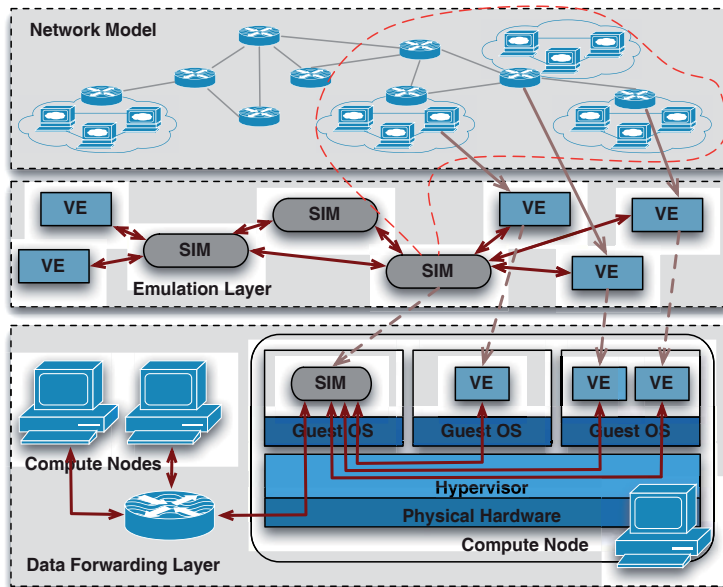 Network Model
VE
VE
SIM
SIM
SIM
VE
VE
VE
Emulation Layer
SIM
VE
VE
VE
Guest OS
Guest OS
Guest OS
Compute Nodes
Hypervisor
Physical Hardware
Compute Node
Data Forwarding Layer